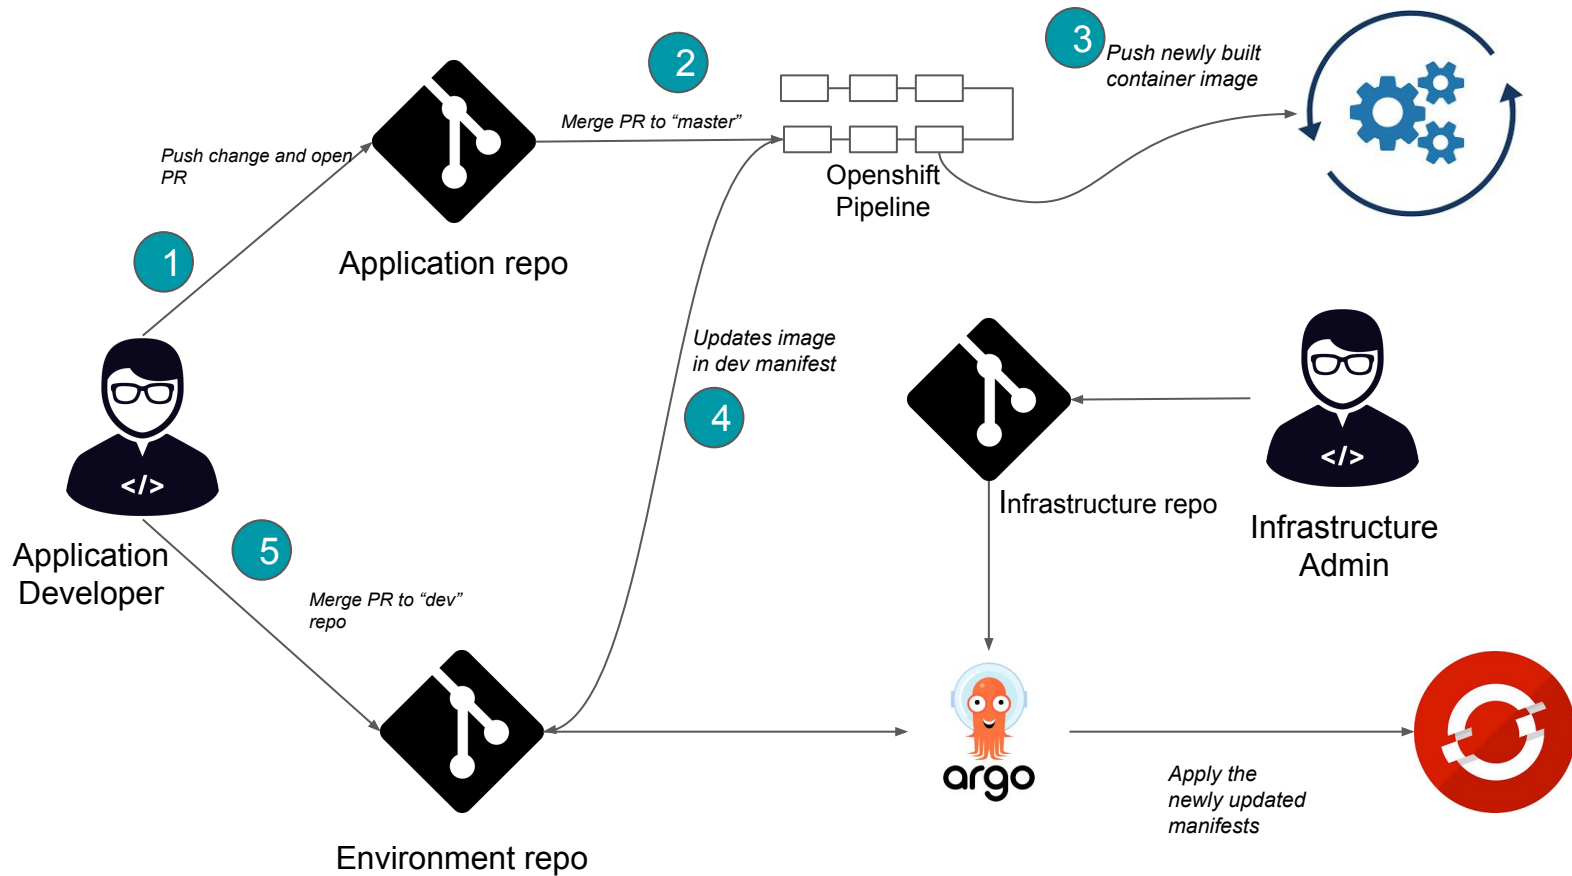 3
2
Push newly built
container image
Merge PR to “master”
Push change and open
PR
Openshift
Pipeline
1
Application repo
Updates image
in dev manifest
4
</>
</>
Infrastructure repo
Infrastructure
Admin
5
Application
Developer
Merge PR to “dev”
repo
argo
Apply the
newly updated
manifests
Environment repo